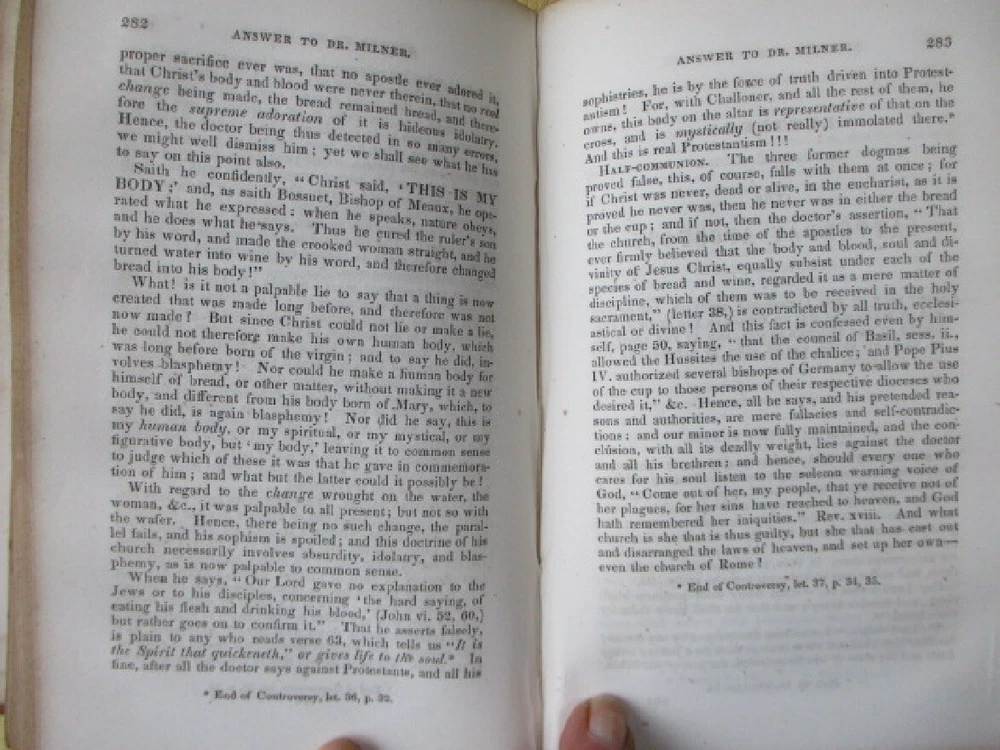 282
ANSWER TO DR. MILNER.
proper sacrifice ever was, that no apostle ever adored it,
that Christ's body and blood were never therein, that no real
change being made, the bread remained bread, and there-
fore the supreme adoration of it is hideous idolatry.
Hence, the doctor being thus detected in so many errors,
we might well dismiss him; yet we shall see what he has
to say on this point also.
Saith he confidently, "Christ said, 'THIS IS MY
BODY;' and, as saith Bossuet, Bishop of Meaux, he ope-
rated what he expressed: when he speaks, nature obeys,
and he does what he says. Thus he cured the ruler's son
by his word, and made the crooked woman straight, and he
turned water into wine by his word, and therefore changed
bread into his body!"
What! is it not a palpable lie to say that a thing is now
created that was made long before, and therefore was not
now made? But since Christ could not lie or make a lie,
he could not therefore make his own human body, which
was long before born of the virgin; and to say he did, in-
volves blasphemy! Nor could he make a human body for
himself of bread, or other matter, without making it a new
body, and different from his body born of Mary, which, to
say he did, is again blasphemy! Nor did he say, this is
my human body, or my spiritual, or my mystical, or my
figurative body, but 'my body,' leaving it to common sense
to judge which of these it was that he gave in commemora-
tion of him; and what but the latter could it possibly be!
With regard to the change wrought on the water, the
woman, &c., it was palpable to all present; but not so with
the wafer. Hence, there being no such change, the paral-
lel fails, and his sophism is spoiled; and this doctrine of his
church necessarily involves absurdity, idolatry, and blas-
phemy, as is now palpable to common sense.
When he says, "Our Lord gave no explanation to the
Jews or to his disciples, concerning 'the hard saying, of
eating his flesh and drinking his blood,' (John vi. 52, 60,)
but rather goes on to confirm it." That he asserts falsely,
is plain to any who reads verse 63, which tells us "It is
the Spirit that quickeneth," or gives life to the soul.* In
fine, after all the doctor says against Protestants, and all his
* End of Controversy, let. 36, p. 32.
ANSWER TO DR. MILNER.
283
sophistries, he is by the force of truth driven into Protest-
antism! For, with Challoner, and all the rest of them, he
owns, this body on the altar is representative of that on the
cross, and is mystically (not really) immolated there.*
And this is real Protestantism!!!
HALF-COMMUNION. The three former dogmas being
proved false, this, of course, falls with them at once; for
if Christ was never, dead or alive, in the eucharist, as it is
proved he never was, then he never was in either the bread
or the cup; and if not, then the doctor's assertion, "That
the church, from the time of the apostles to the present,
ever firmly believed that the body and blood, soul and di-
vinity of Jesus Christ, equally subsist under each of the
species of bread and wine, regarded it as a mere matter of
discipline, which of them was to be received in the holy
sacrament," (letter 38,) is contradicted by all truth, ecclesi-
astical or divine! And this fact is confessed even by him-
self, page 50, saying, "that the council of Basil, sess. ii.,
allowed the Hussites the use of the chalice; and Pope Pius
IV. authorized several bishops of Germany to allow the use
of the cup to those persons of their respective dioceses who
desired it," &c. Hence, all he says, and his pretended rea-
sons and authorities, are mere fallacies and self-contradic-
tions; and our minor is now fully maintained, and the con-
clusion, with all its deadly weight, lies against the doctor
and all his brethren; and hence, should every one who
cares for his soul listen to the solemn warning voice of
God, "Come out of her, my people, that ye receive not of
her plagues, for her sins have reached to heaven, and God
hath remembered her iniquities." Rev. xviii. And what
church is she that is thus guilty, but she that has cast out
and disarranged the laws of heaven, and set up her own—
even the church of Rome?
* End of Controversy, let. 37, p. 34, 35.